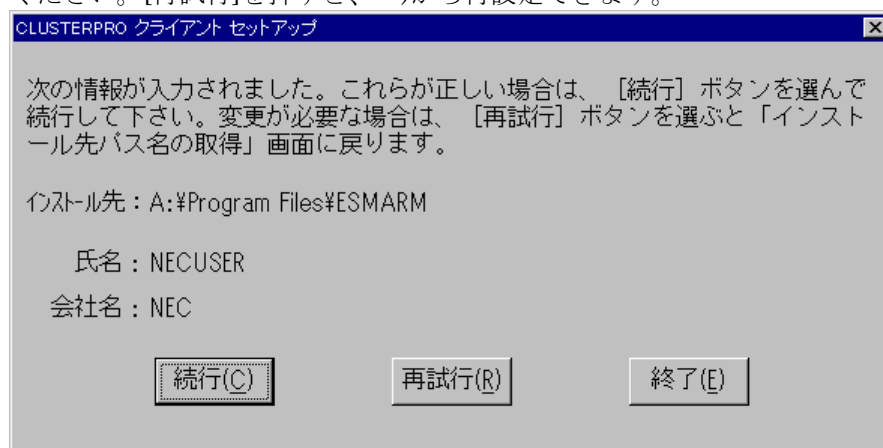 CLUSTERPRO クライアント セットアップ
次の情報が入力されました。これらが正しい場合は、 [続行] ボタンを選んで
続行して下さい。変更が必要な場合は、 [再試行] ボタンを選ぶと「インスト
ール先パス名の取得」画面に戻ります。
インストール先：A:¥Program Files¥ESMARM
氏名：NECUSER
会社名：NEC
続行(C) 再試行(R) 終了(E)